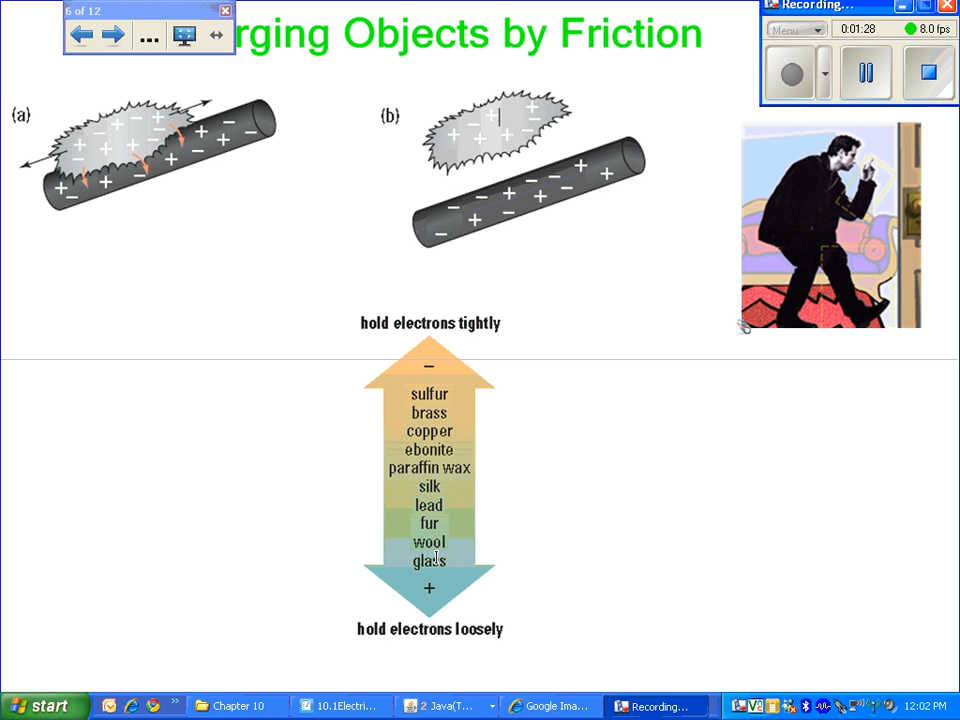 6 of 12
rging Objects by Friction
Recording...
Menu
0:01:28
8.0 fps
(a)
(b)
hold electrons tightly
−
sulfur
brass
copper
ebonite
paraffin wax
silk
lead
fur
wool
glass
+
hold electrons loosely
start
Chapter 10
10.1Electri...
2 Java(T...
Google Ima...
Recording...
12:02 PM